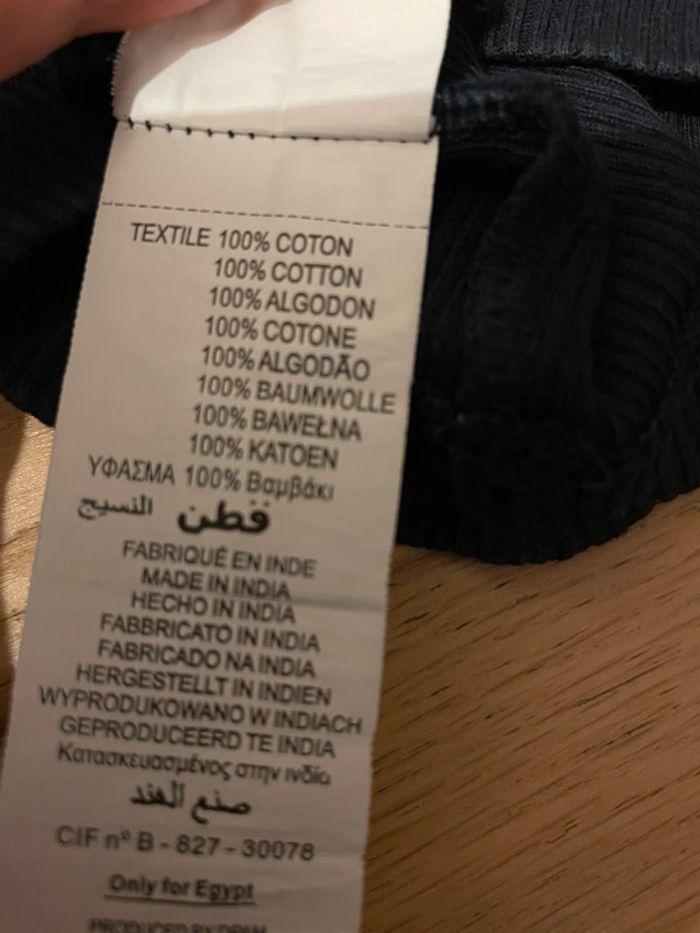 TEXTILE 100% COTON
100% COTTON
100% ALGODON
100% COTONE
100% ALGODÃO
100% BAUMWOLLE
100% BAWEŁNA
100% KATOEN
ΥΦΑΣΜΑ 100% Βαμβάκι
قطن النسيج
FABRIQUÉ EN INDE
MADE IN INDIA
HECHO IN INDIA
FABBRICATO IN INDIA
FABRICADO NA INDIA
HERGESTELLT IN INDIEN
WYPRODUKOWANO W INDIACH
GEPRODUCEERD TE INDIA
Κατασκευασμένος στην ινδία
صنع الهند
CIF nº B - 827 - 30078
Only for Egypt
PRODUCED BY DPAM